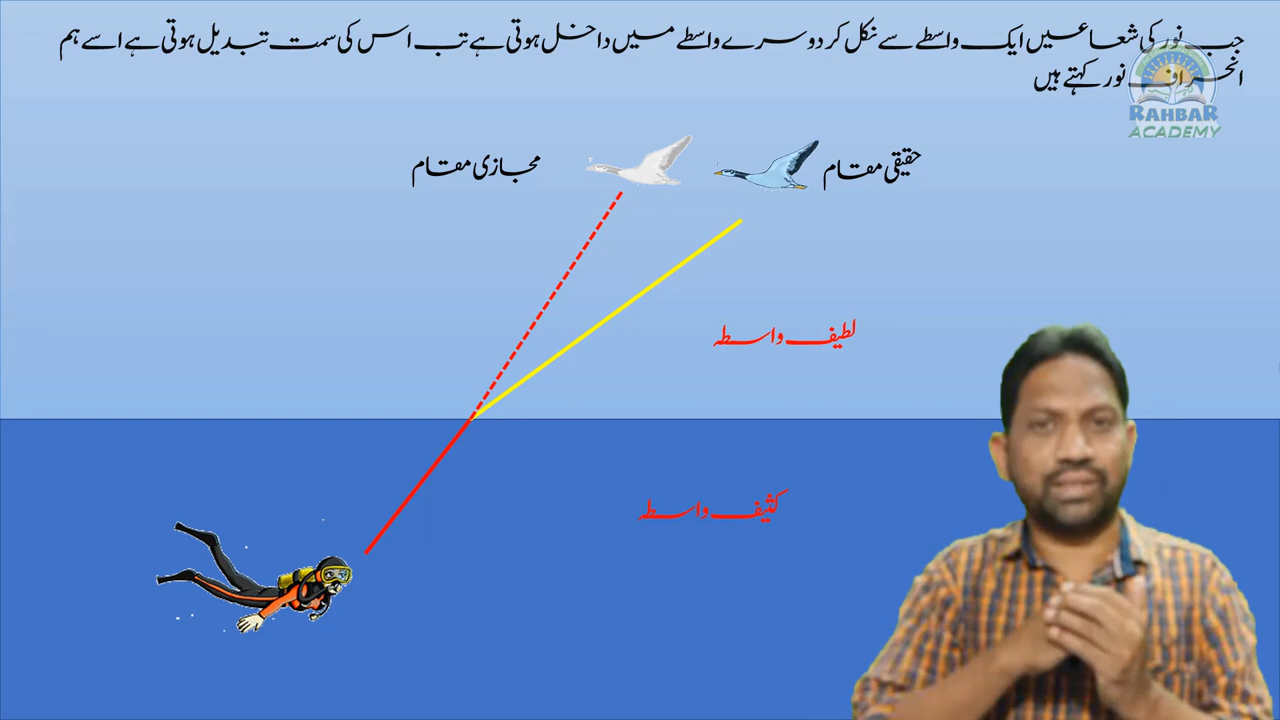 جب نور کی شعاعیں ایک واسطے سے نکل کر دوسرے واسطے میں داخل ہوتی ہے تب اس کی سمت تبدیل ہوتی ہے اسے ہم
انحراف نور کہتے ہیں
RAHBAR
ACADEMY
حقیقی مقام
مجازی مقام
لطیف واسطہ
کثیف واسطہ